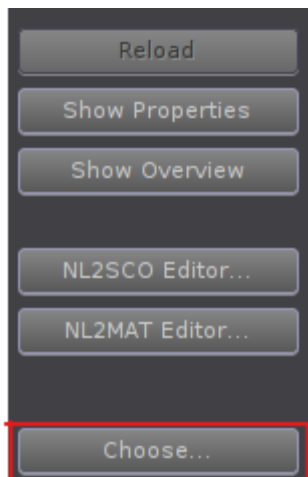 Reload
Show Properties
Show Overview
NL2SCO Editor...
NL2MAT Editor...
Choose...